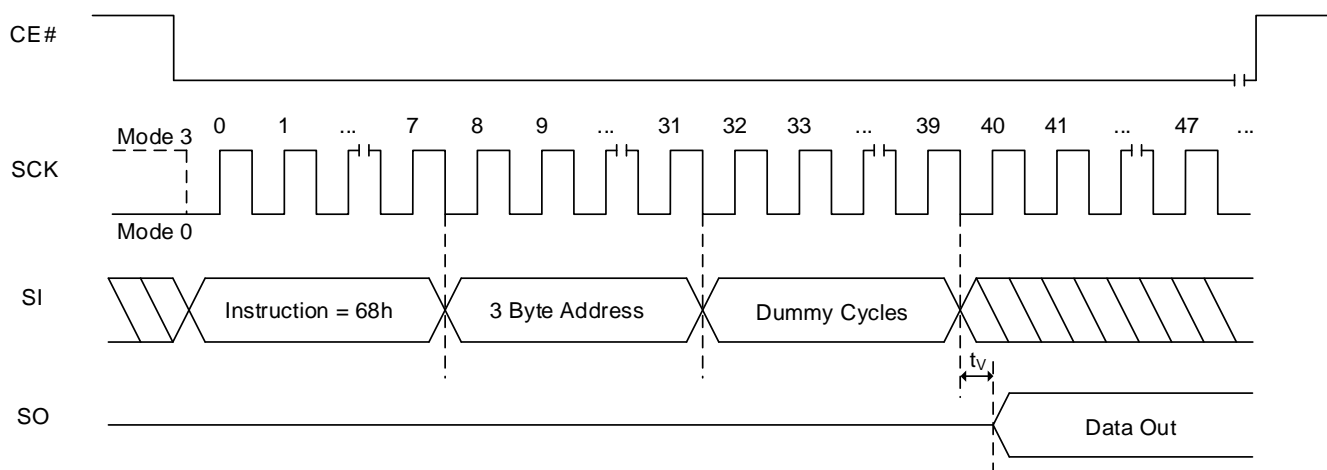 CE#
Mode 3 0 1 ... 7 8 9 ... 31 32 33 ... 39 40 41 ... 47 ...
SCK
Mode 0
SI Instruction = 68h 3 Byte Address Dummy Cycles
tV
SO Data Out